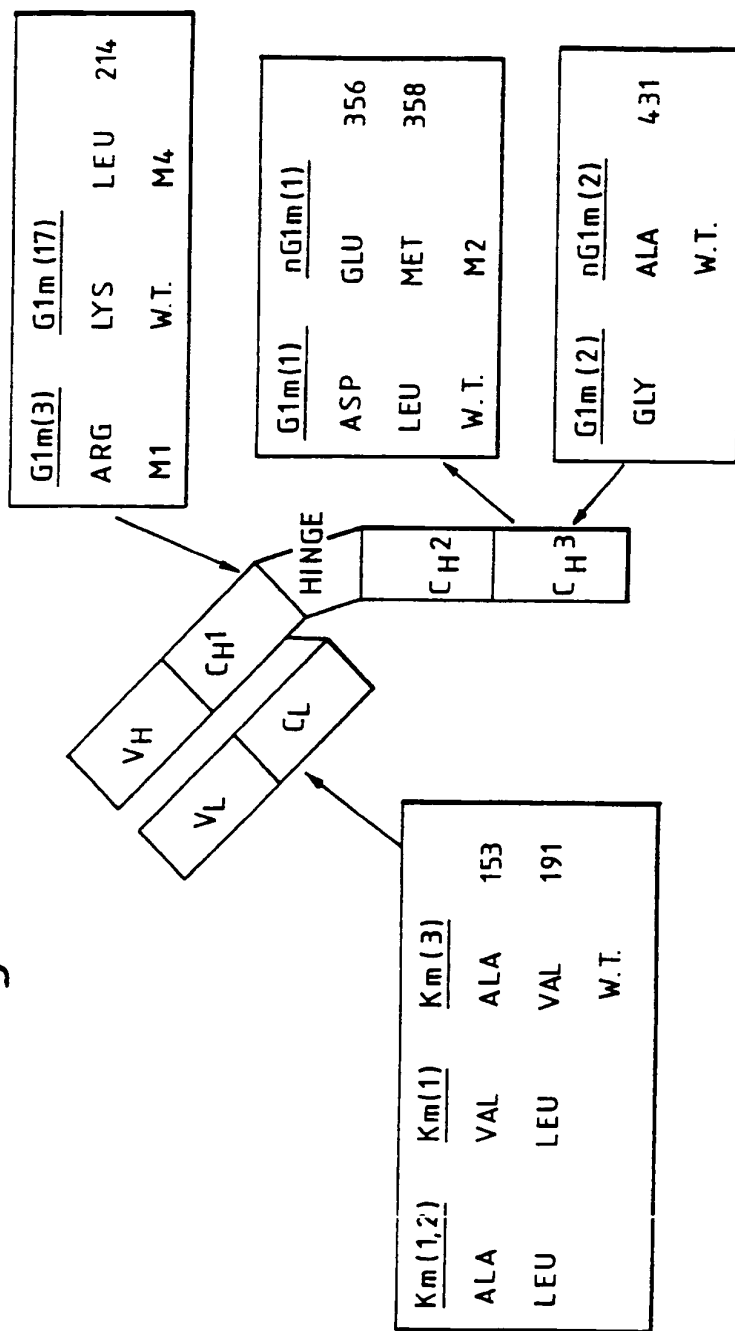 G1m(3) G1m(17)
ARG LYS LEU 214
M1 W.T. M4
VH CH1
VL CL
HINGE
CH2
CH3
G1m(1) nG1m(1)
ASP GLU 356
LEU MET 358
W.T. M2
Km(1,2) Km(1) Km(3)
ALA VAL ALA 153
LEU LEU VAL 191
W.T.
G1m(2) nG1m(2)
GLY ALA 431
W.T.